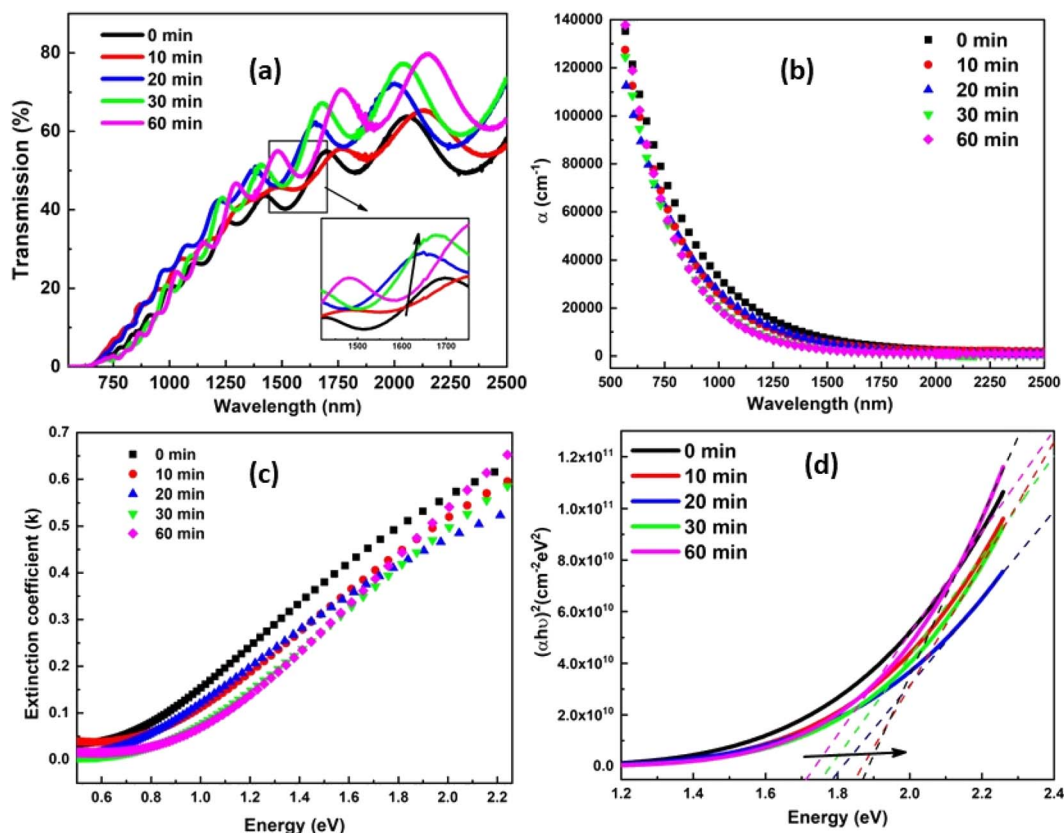 (a)
0 min
10 min
20 min
30 min
60 min
Transmission (%)
80
60
40
20
0
1500 1600 1700
750 1000 1250 1500 1750 2000 2250 2500
Wavelength (nm)
(b)
0 min
10 min
20 min
30 min
60 min
α (cm⁻¹)
140000
120000
100000
80000
60000
40000
20000
0
500 750 1000 1250 1500 1750 2000 2250 2500
Wavelength (nm)
(c)
0 min
10 min
20 min
30 min
60 min
Extinction coefficient (k)
0.7
0.6
0.5
0.4
0.3
0.2
0.1
0.0
0.6 0.8 1.0 1.2 1.4 1.6 1.8 2.0 2.2
Energy (eV)
(d)
0 min
10 min
20 min
30 min
60 min
(αhυ)²(cm⁻²eV²)
1.2x10¹¹
1.0x10¹¹
8.0x10¹⁰
6.0x10¹⁰
4.0x10¹⁰
2.0x10¹⁰
0.0
1.2 1.4 1.6 1.8 2.0 2.2 2.4
Energy (eV)